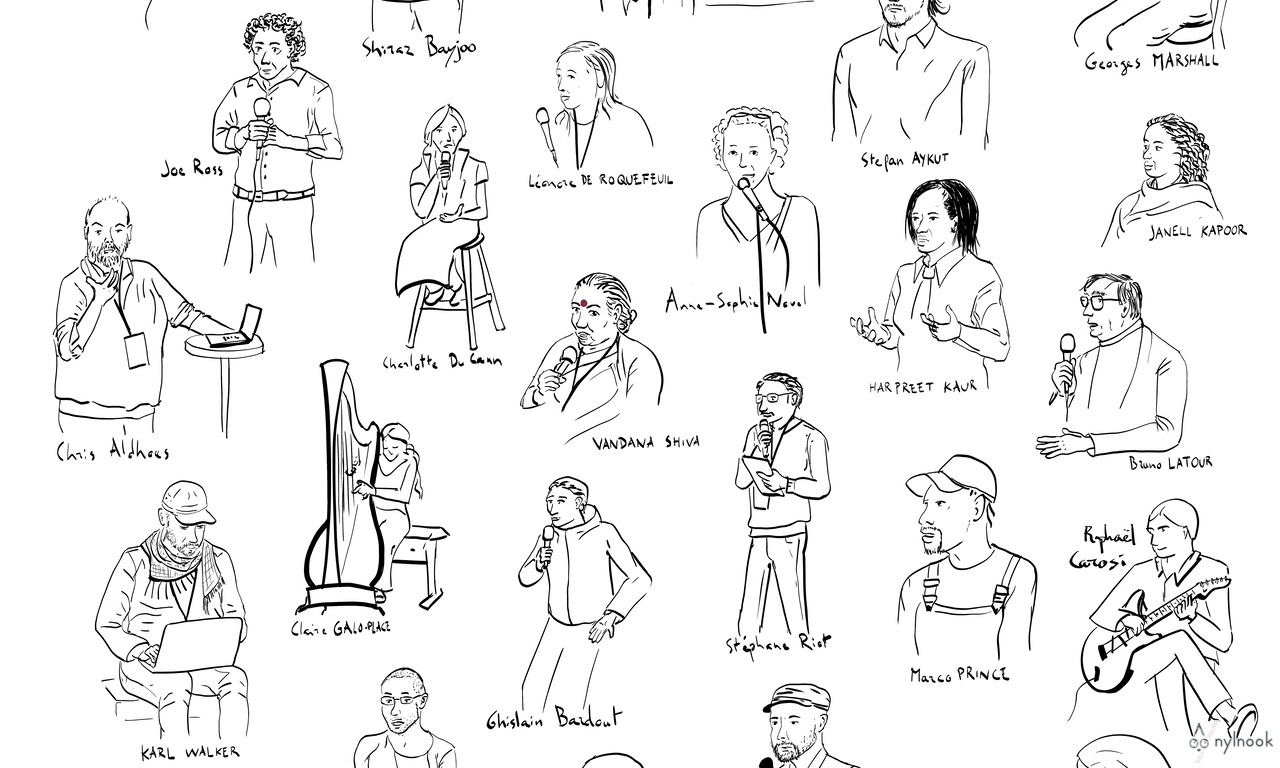 Shiraz Bayjoo
Georges MARSHALL
Joe Ross
Léonore DE ROQUEFEUIL
Stefan AYKUT
JANELL KAPOOR
Anne-Sophie Novel
Charlotte Du Cann
HARPREET KAUR
VANDANA SHIVA
Chris Aldhous
Bruno LATOUR
Raphaël
Carosi
Claire GALO-PLACE
Stéphane Riot
Marco PRINCE
Ghislain Bardout
KARL WALKER
nylnook